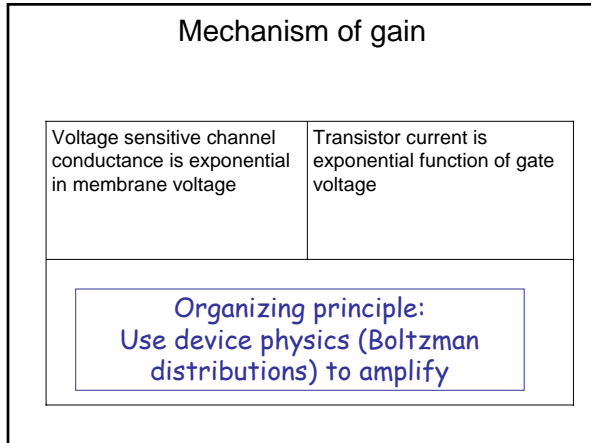 Mechanism of gain
Voltage sensitive channel
conductance is exponential
in membrane voltage
Transistor current is
exponential function of gate
voltage
Organizing principle:
Use device physics (Boltzman
distributions) to amplify